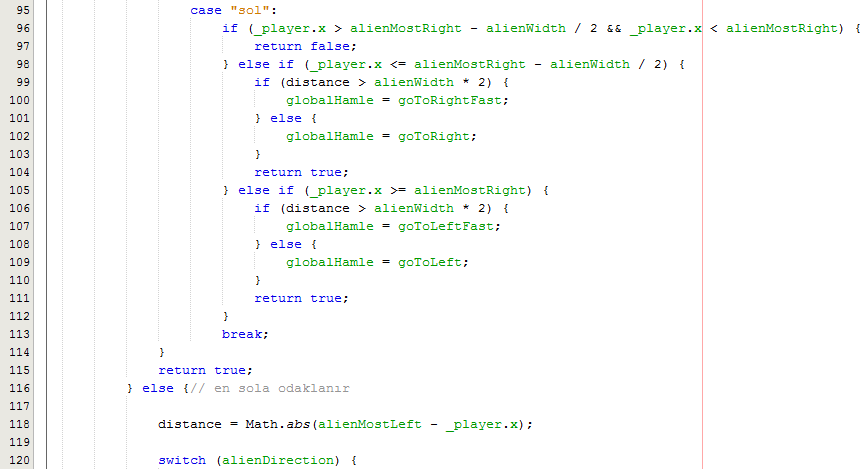 95 case "sol":
96 if (_player.x > alienMostRight - alienWidth / 2 && _player.x < alienMostRight) {
97 return false;
98 } else if (_player.x <= alienMostRight - alienWidth / 2) {
99 if (distance > alienWidth * 2) {
100 globalHamle = goToRightFast;
101 } else {
102 globalHamle = goToRight;
103 }
104 return true;
105 } else if (_player.x >= alienMostRight) {
106 if (distance > alienWidth * 2) {
107 globalHamle = goToLeftFast;
108 } else {
109 globalHamle = goToLeft;
110 }
111 return true;
112 }
113 break;
114 }
115 return true;
116 } else {// en sola odaklanır
117
118 distance = Math.abs(alienMostLeft - _player.x);
119
120 switch (alienDirection) {